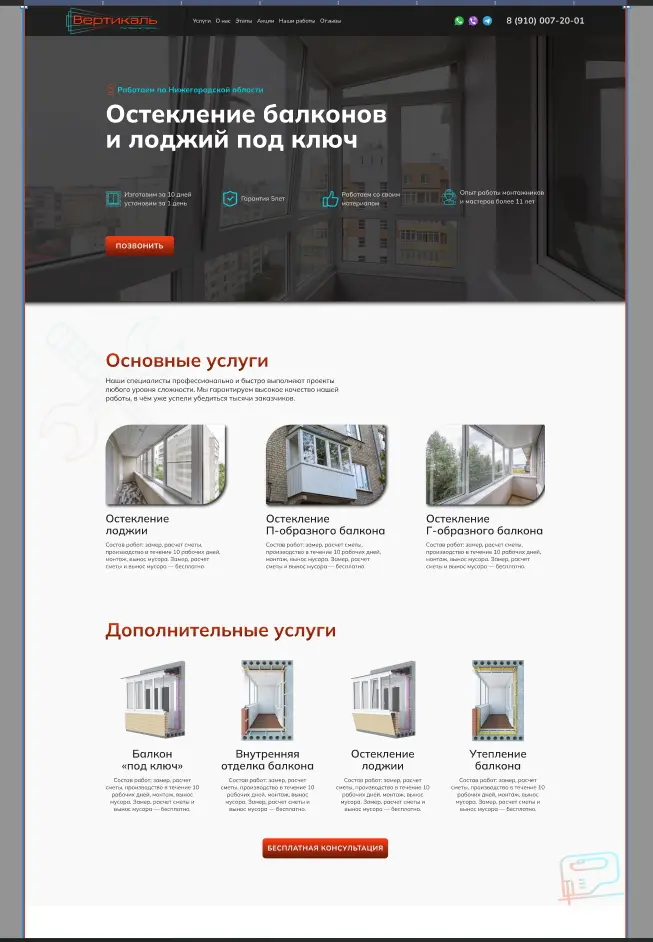 Вертикаль
Услуги О нас Этапы Акции Наши работы Отзывы
8 (910) 007-20-01
Работаем по Нижегородской области
Остекление балконов
и лоджий под ключ
Изготовим за 10 дней
установим за 1 день
Гарантия 5лет
Работаем со своим
материалом
Опыт работы монтажников
и мастеров более 11 лет
ПОЗВОНИТЬ
Основные услуги
Наши специалисты профессионально и быстро выполняют проекты
любого уровня сложности. Мы гарантируем высокое качество нашей
работы, в чём уже успели убедиться тысячи заказчиков.
Остекление
лоджии
Состав работ: замер, расчет сметы,
производство в течение 10 рабочих дней,
монтаж, вынос мусора. Замер, расчёт
сметы и вынос мусора — бесплатно.
Остекление
П-образного балкона
Состав работ: замер, расчет сметы,
производство в течение 10 рабочих дней,
монтаж, вынос мусора. Замер, расчет
сметы и вынос мусора — бесплатно.
Остекление
Г-образного балкона
Состав работ: замер, расчет сметы,
производство в течение 10 рабочих дней,
монтаж, вынос мусора. Замер, расчет
сметы и вынос мусора — бесплатно.
Дополнительные услуги
Балкон
«под ключ»
Состав работ: замер, расчет
сметы, производство в течение 10
рабочих дней, монтаж, вынос
мусора. Замер, расчет сметы и
вынос мусора — бесплатно.
Внутренняя
отделка балкона
Состав работ: замер, расчет
сметы, производство в течение 10
рабочих дней, монтаж, вынос
мусора. Замер, расчет сметы и
вынос мусора — бесплатно.
Остекление
лоджии
Состав работ: замер, расчет
сметы, производство в течение 10
рабочих дней, монтаж, вынос
мусора. Замер, расчет сметы и
вынос мусора — бесплатно.
Утепление
балкона
Состав работ: замер, расчет
сметы, производство в течение 10
рабочих дней, монтаж, вынос
мусора. Замер, расчет сметы и
вынос мусора — бесплатно.
БЕСПЛАТНАЯ КОНСУЛЬТАЦИЯ